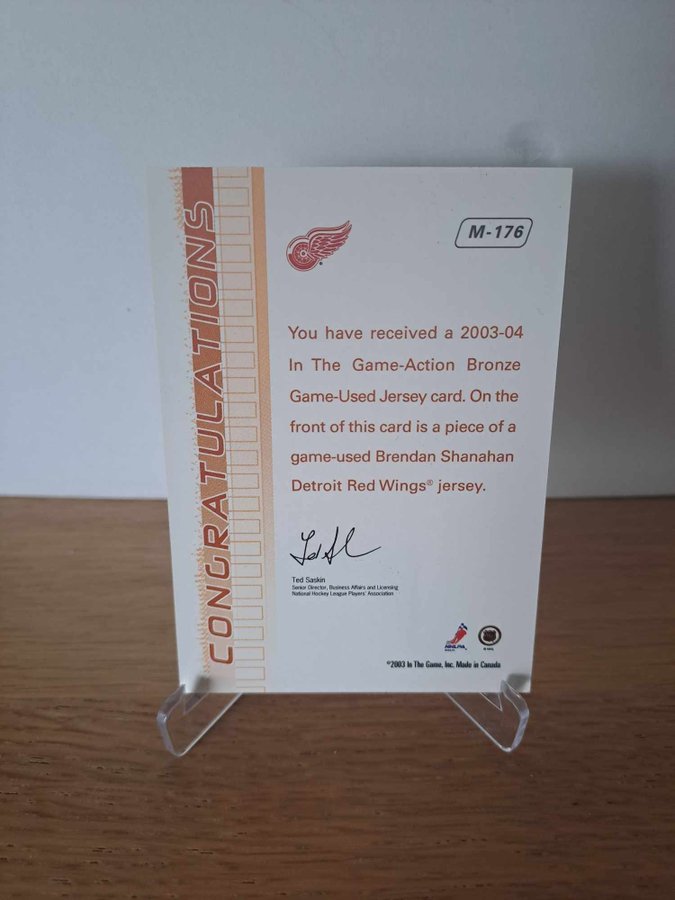 CONGRATULATIONS
M-176
You have received a 2003-04
In The Game-Action Bronze
Game-Used Jersey card. On the
front of this card is a piece of a
game-used Brendan Shanahan
Detroit Red Wings® jersey.
Ted Saskin
Senior Director, Business Affairs and Licensing
National Hockey League Players' Association
NHLPA
©2003 In The Game, Inc. Made in Canada